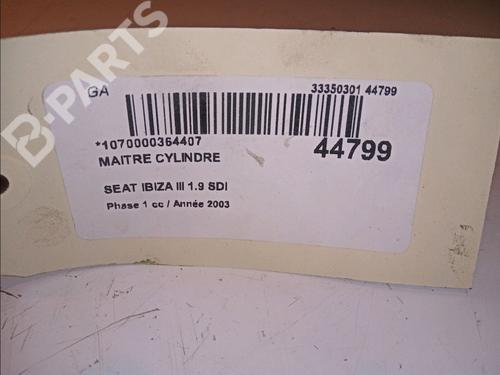 GA
33350301 44799
*1070000364407
44799
MAITRE CYLINDRE
SEAT IBIZA III 1.9 SDI
Phase 1 cc / Année 2003
B-PARTS